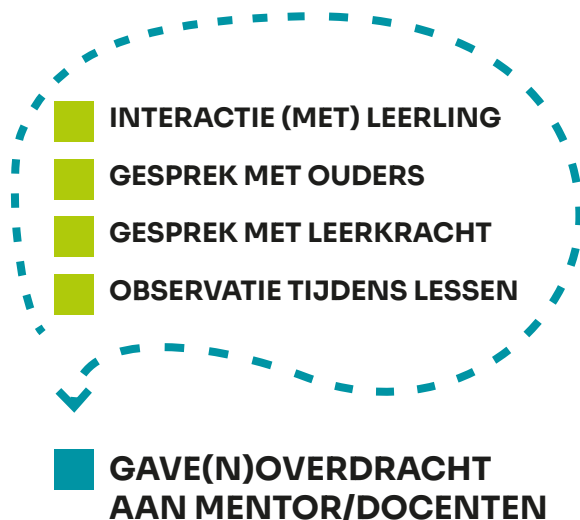 INTERACTIE (MET) LEERLING
GESPREK MET OUDERS
GESPREK MET LEERKRACHT
OBSERVATIE TIJDENS LESSEN
GAVE(N)OVERDRACHT
AAN MENTOR/DOCENTEN